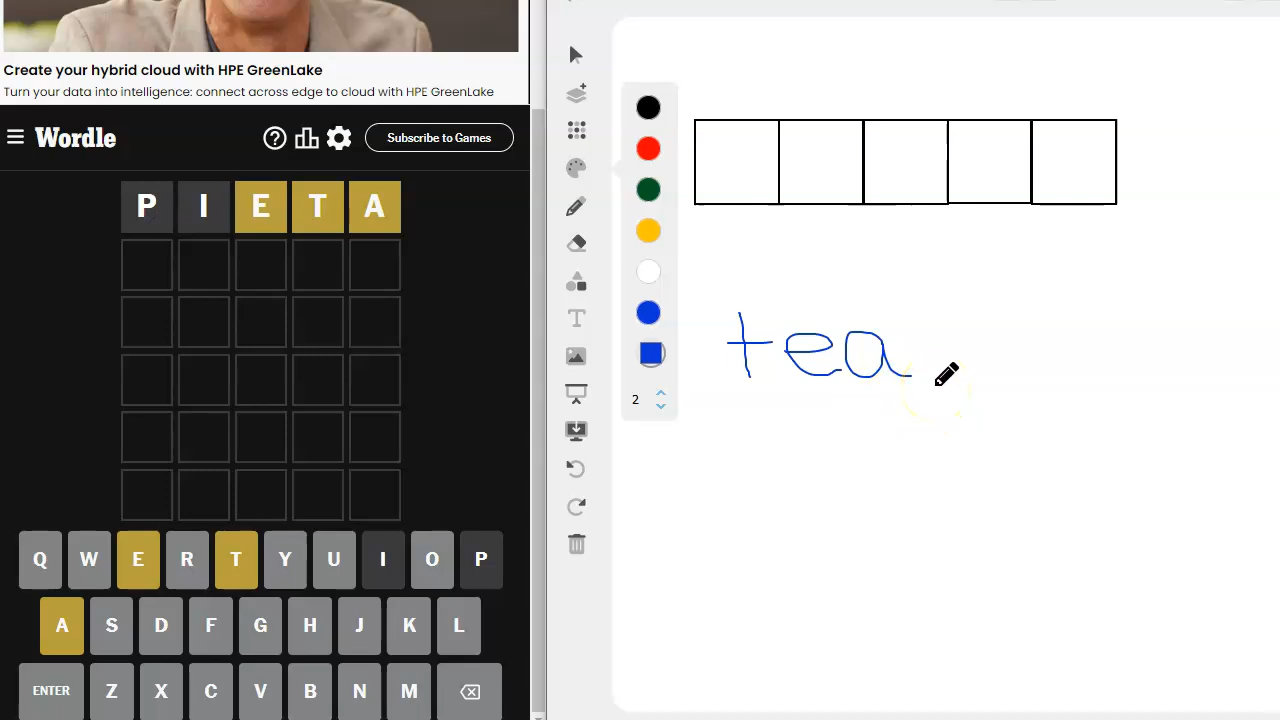 Create your hybrid cloud with HPE GreenLake
Turn your data into intelligence: connect across edge to cloud with HPE GreenLake
Wordle
Subscribe to Games
P I E T A
tea
2
Q W E R T Y U I O P
A S D F G H J K L
ENTER Z X C V B N M